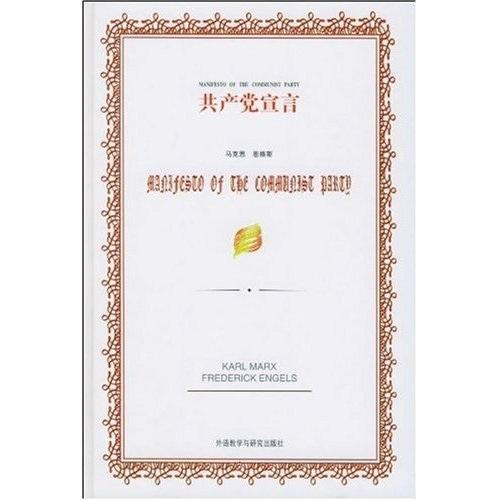 MANIFESTO OF THE COMMUNIST PARTY
共产党宣言
马克思 恩格斯
MANIFESTO OF THE COMMUNIST PARTY
KARL MARX
FREDERICK ENGELS
外语教学与研究出版社